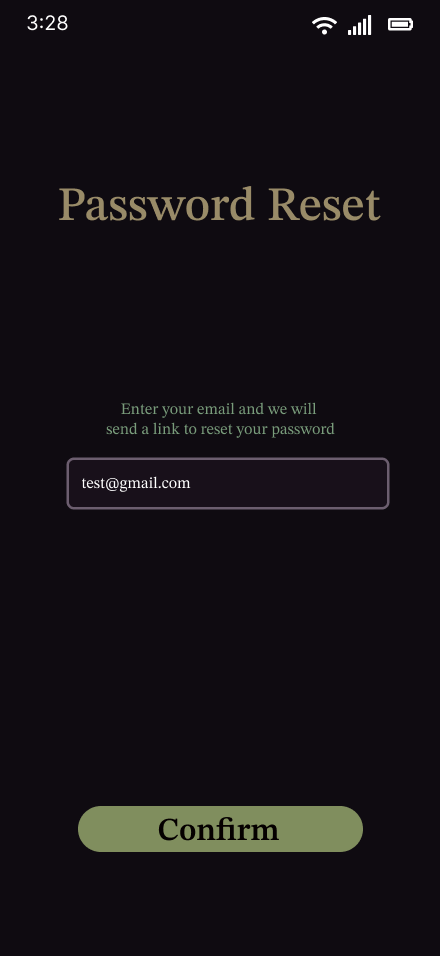 3:28
Password Reset
Enter your email and we will
send a link to reset your password
test@gmail.com
Confirm